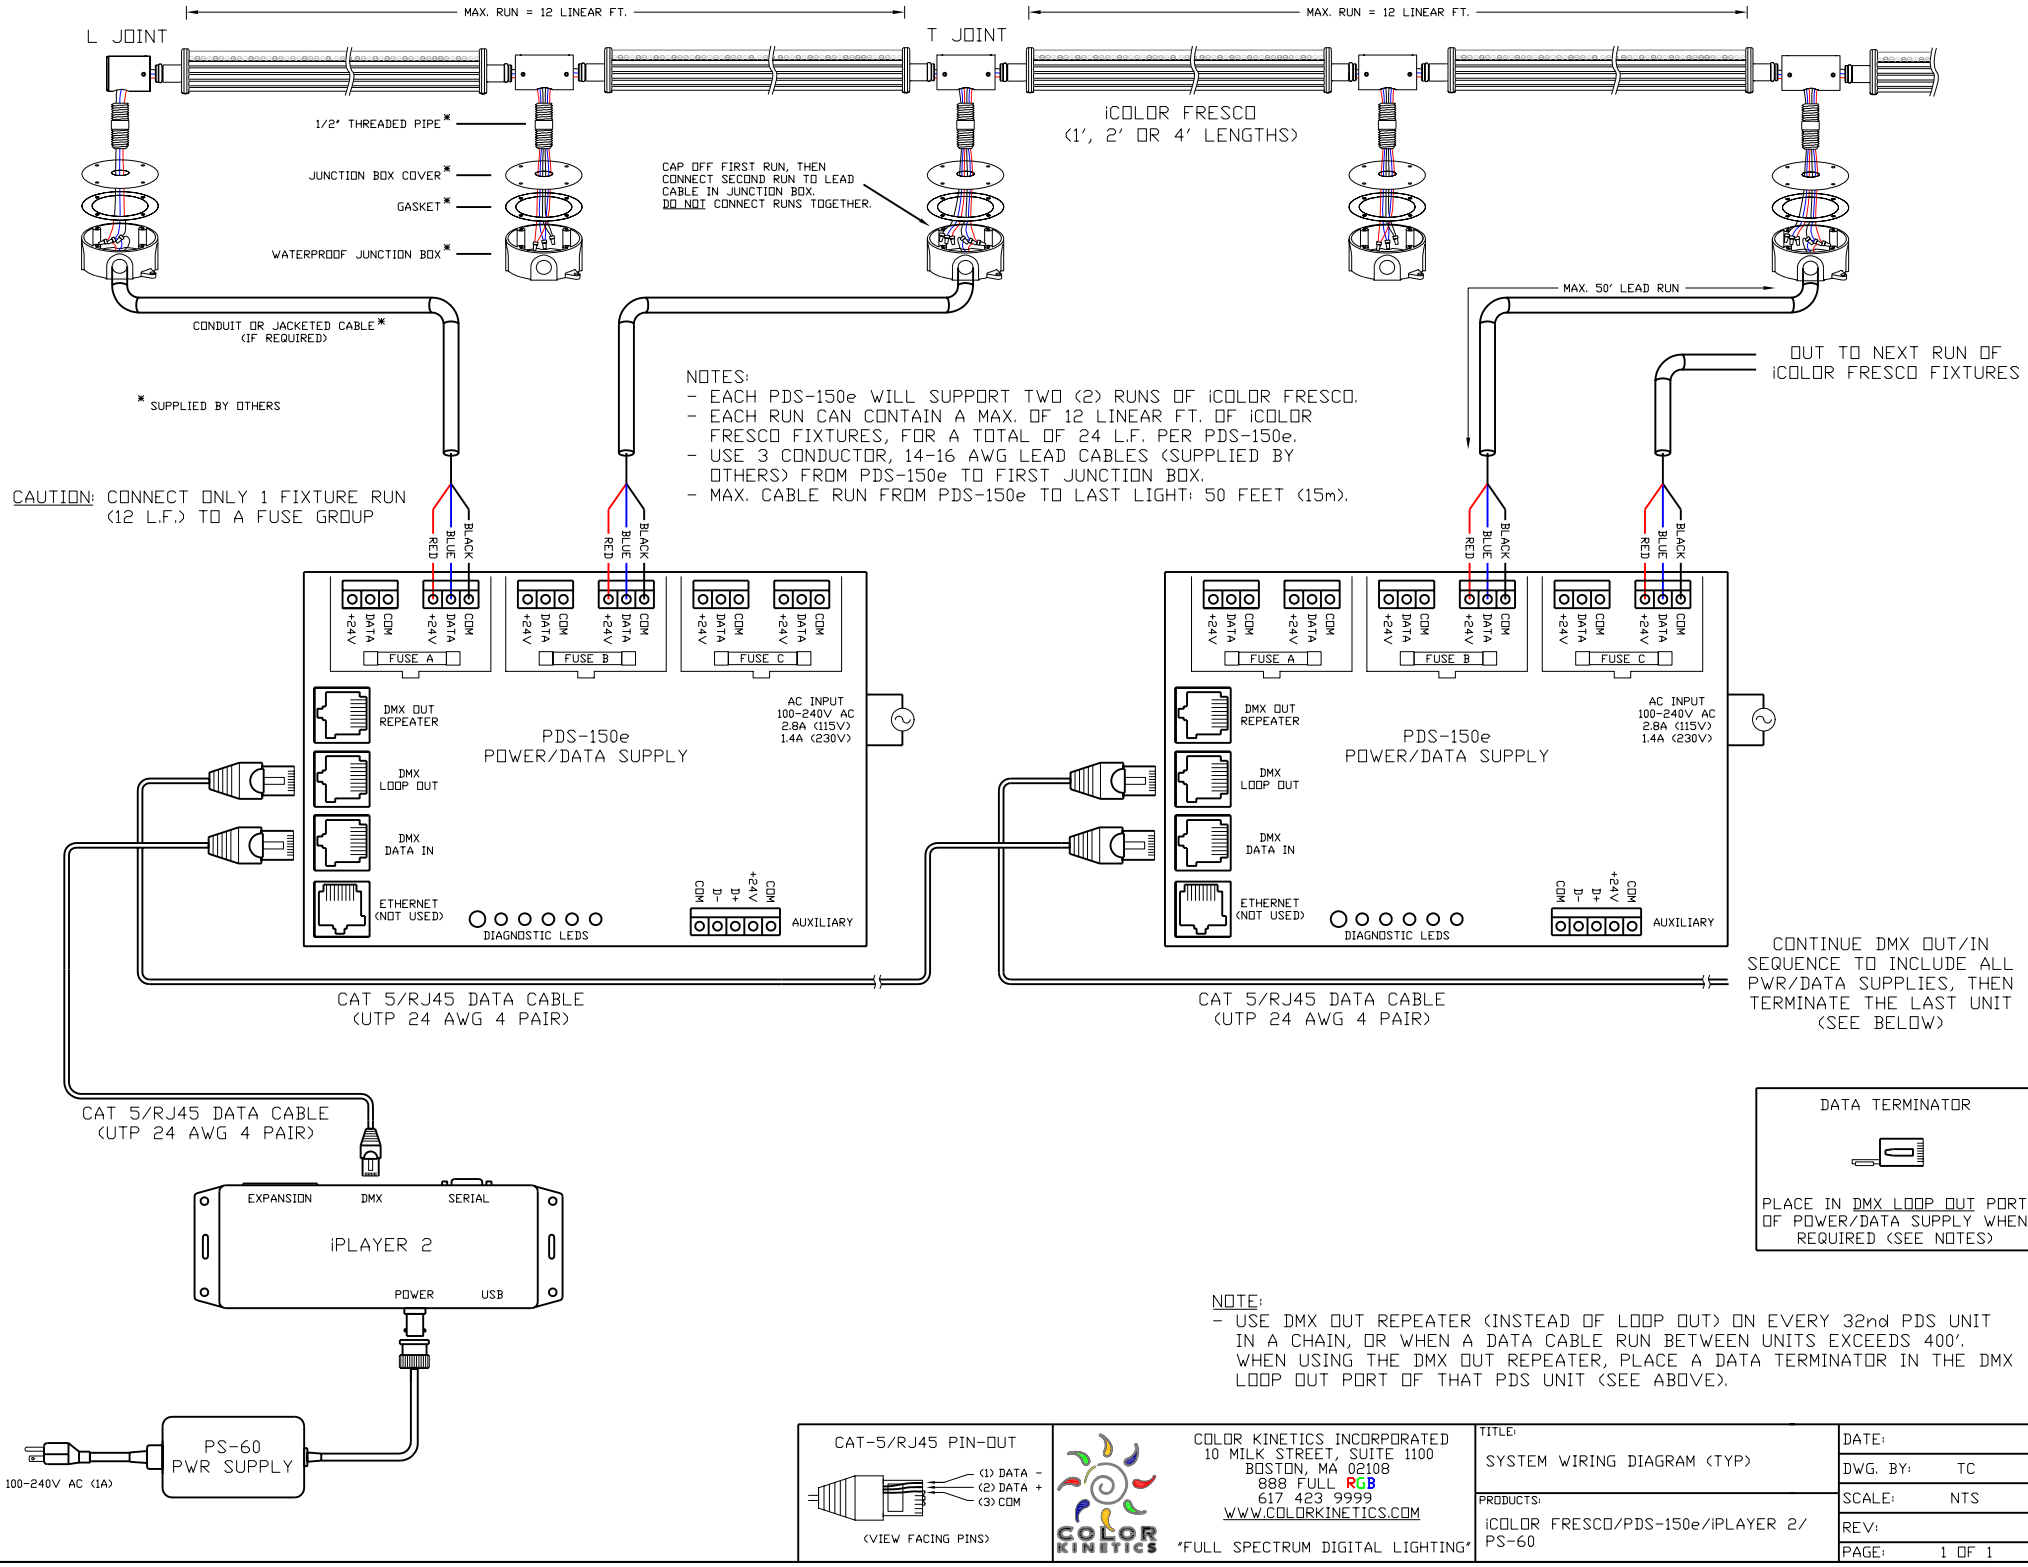 MAX. RUN = 12 LINEAR FT.
MAX. RUN = 12 LINEAR FT.
L JOINT
T JOINT
1/2" THREADED PIPE*
JUNCTION BOX COVER*
GASKET*
WATERPROOF JUNCTION BOX*
CAP OFF FIRST RUN, THEN
CONNECT SECOND RUN TO LEAD
CABLE IN JUNCTION BOX.
DO NOT CONNECT RUNS TOGETHER.
iCOLOR FRESCO
(1', 2' OR 4' LENGTHS)
CONDUIT OR JACKETED CABLE*
(IF REQUIRED)
MAX. 50' LEAD RUN
OUT TO NEXT RUN OF
iCOLOR FRESCO FIXTURES
* SUPPLIED BY OTHERS
NOTES:
- EACH PDS-150e WILL SUPPORT TWO (2) RUNS OF iCOLOR FRESCO.
- EACH RUN CAN CONTAIN A MAX. OF 12 LINEAR FT. OF iCOLOR
FRESCO FIXTURES, FOR A TOTAL OF 24 L.F. PER PDS-150e.
- USE 3 CONDUCTOR, 14-16 AWG LEAD CABLES (SUPPLIED BY
OTHERS) FROM PDS-150e TO FIRST JUNCTION BOX.
- MAX. CABLE RUN FROM PDS-150e TO LAST LIGHT: 50 FEET (15m).
CAUTION: CONNECT ONLY 1 FIXTURE RUN
(12 L.F.) TO A FUSE GROUP
RED
BLUE
BLACK
RED
BLUE
BLACK
RED
BLUE
BLACK
RED
BLUE
BLACK
+24V
DATA
COM
+24V
DATA
COM
+24V
DATA
COM
+24V
DATA
COM
+24V
DATA
COM
+24V
DATA
COM
FUSE A
FUSE B
FUSE C
DMX OUT
REPEATER
DMX
LOOP OUT
DMX
DATA IN
ETHERNET
(NOT USED)
PDS-150e
POWER/DATA SUPPLY
AC INPUT
100-240V AC
2.8A (115V)
1.4A (230V)
DIAGNOSTIC LEDS
COM
D-
D+
+24V
COM
AUXILIARY
+24V
DATA
COM
+24V
DATA
COM
+24V
DATA
COM
+24V
DATA
COM
+24V
DATA
COM
+24V
DATA
COM
FUSE A
FUSE B
FUSE C
DMX OUT
REPEATER
DMX
LOOP OUT
DMX
DATA IN
ETHERNET
(NOT USED)
PDS-150e
POWER/DATA SUPPLY
AC INPUT
100-240V AC
2.8A (115V)
1.4A (230V)
DIAGNOSTIC LEDS
COM
D-
D+
+24V
COM
AUXILIARY
CAT 5/RJ45 DATA CABLE
(UTP 24 AWG 4 PAIR)
CAT 5/RJ45 DATA CABLE
(UTP 24 AWG 4 PAIR)
CONTINUE DMX OUT/IN
SEQUENCE TO INCLUDE ALL
PWR/DATA SUPPLIES, THEN
TERMINATE THE LAST UNIT
(SEE BELOW)
CAT 5/RJ45 DATA CABLE
(UTP 24 AWG 4 PAIR)
DATA TERMINATOR
PLACE IN DMX LOOP OUT PORT
OF POWER/DATA SUPPLY WHEN
REQUIRED (SEE NOTES)
EXPANSION
DMX
SERIAL
iPLAYER 2
POWER
USB
NOTE:
- USE DMX OUT REPEATER (INSTEAD OF LOOP OUT) ON EVERY 32nd PDS UNIT
IN A CHAIN, OR WHEN A DATA CABLE RUN BETWEEN UNITS EXCEEDS 400'.
WHEN USING THE DMX OUT REPEATER, PLACE A DATA TERMINATOR IN THE DMX
LOOP OUT PORT OF THAT PDS UNIT (SEE ABOVE).
PS-60
PWR SUPPLY
100-240V AC (1A)
CAT-5/RJ45 PIN-OUT
(1) DATA -
(2) DATA +
(3) COM
(VIEW FACING PINS)
COLOR
KINETICS
COLOR KINETICS INCORPORATED
10 MILK STREET, SUITE 1100
BOSTON, MA 02108
888 FULL RGB
617 423 9999
WWW.COLORKINETICS.COM
"FULL SPECTRUM DIGITAL LIGHTING"
TITLE:
SYSTEM WIRING DIAGRAM (TYP)
PRODUCTS:
iCOLOR FRESCO/PDS-150e/iPLAYER 2/
PS-60
DATE:
DWG. BY: TC
SCALE: NTS
REV:
PAGE: 1 OF 1